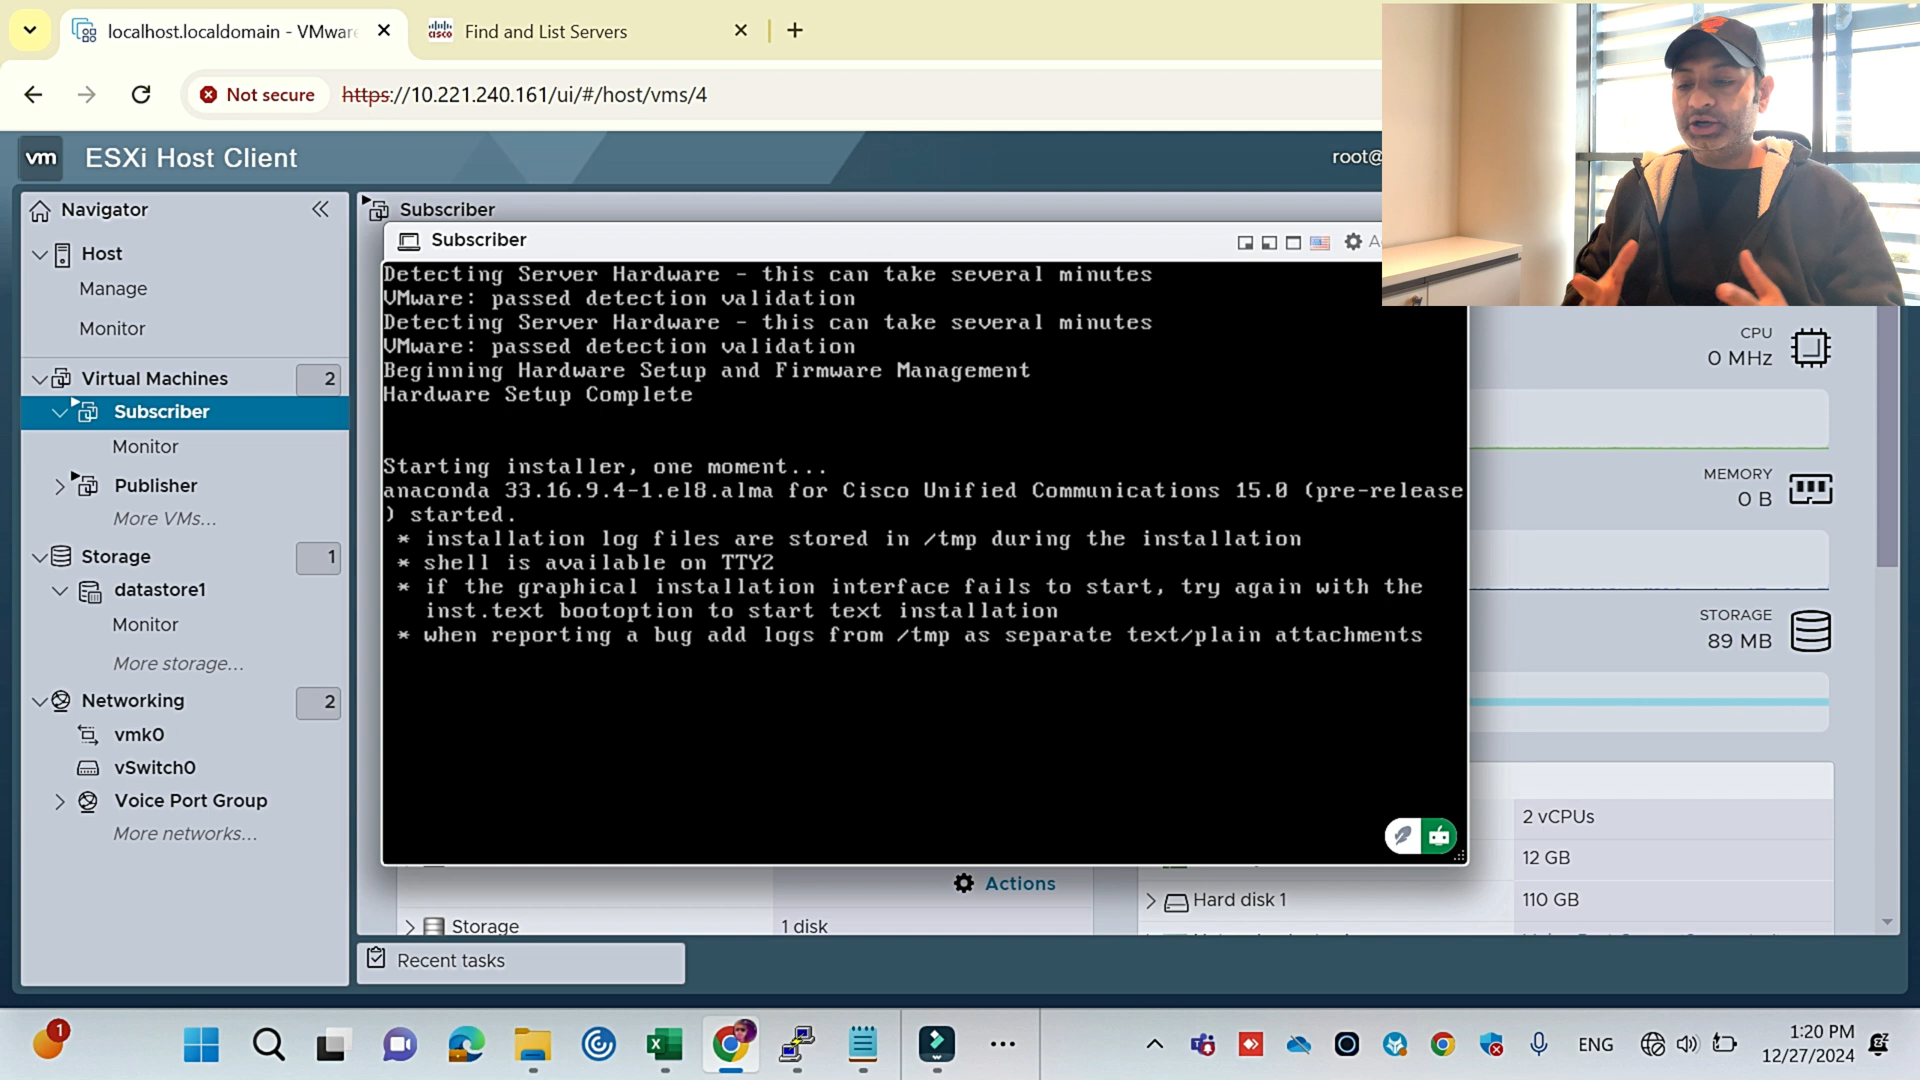 localhost.localdomain - VMware
Find and List Servers
Not secure
https://10.221.240.161/ui/#/host/vms/4
vm
ESXi Host Client
root@
Navigator
Host
Manage
Monitor
Virtual Machines
2
Subscriber
Monitor
Publisher
More VMs...
Storage
1
datastore1
Monitor
More storage...
Networking
2
vmk0
vSwitch0
Voice Port Group
More networks...
Subscriber
Subscriber
Detecting Server Hardware - this can take several minutes
VMware: passed detection validation
Detecting Server Hardware - this can take several minutes
VMware: passed detection validation
Beginning Hardware Setup and Firmware Management
Hardware Setup Complete
Starting installer, one moment...
anaconda 33.16.9.4-1.el8.alma for Cisco Unified Communications 15.0 (pre-release
) started.
* installation log files are stored in /tmp during the installation
* shell is available on TTY2
* if the graphical installation interface fails to start, try again with the
inst.text bootoption to start text installation
* when reporting a bug add logs from /tmp as separate text/plain attachments
CPU
0 MHz
MEMORY
0 B
STORAGE
89 MB
2 vCPUs
12 GB
Hard disk 1
110 GB
Actions
Storage
1 disk
Recent tasks
1
ENG
1:20 PM
12/27/2024